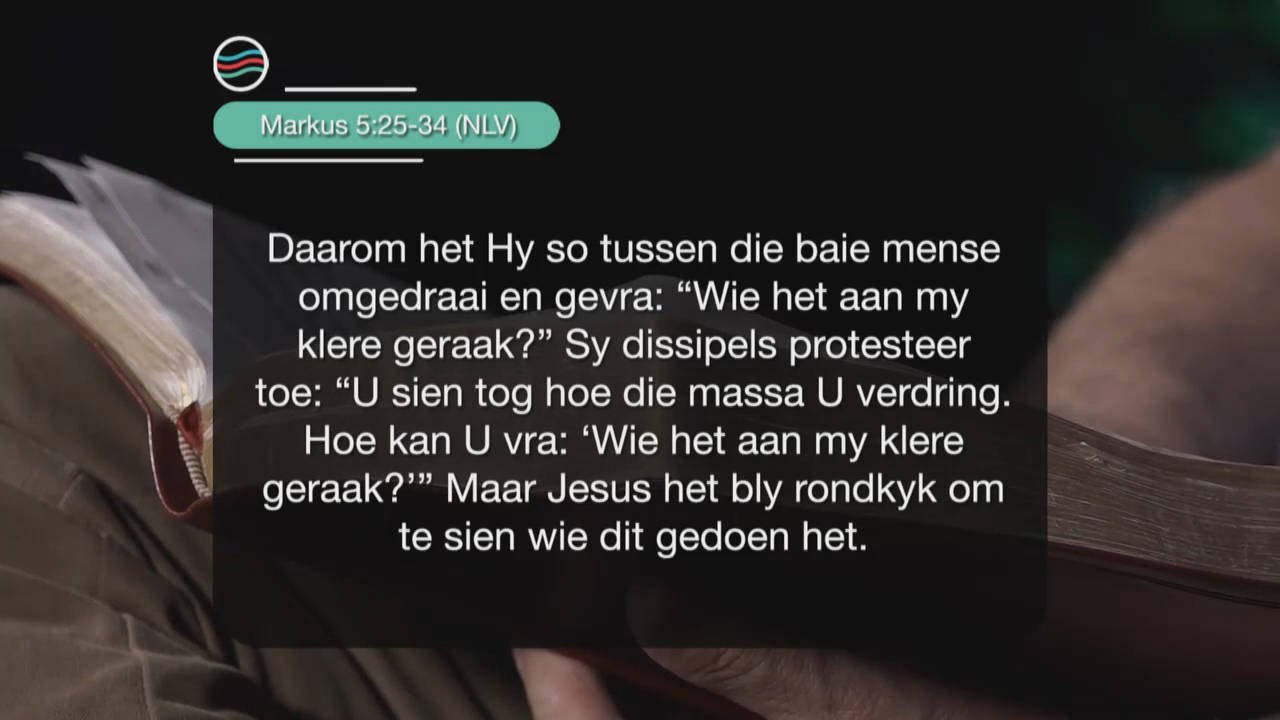 Markus 5:25-34 (NLV)
Daarom het Hy so tussen die baie mense
omgedraai en gevra: “Wie het aan my
klere geraak?” Sy dissipels protesteer
toe: “U sien tog hoe die massa U verdring.
Hoe kan U vra: ‘Wie het aan my klere
geraak?’” Maar Jesus het bly rondkyk om
te sien wie dit gedoen het.